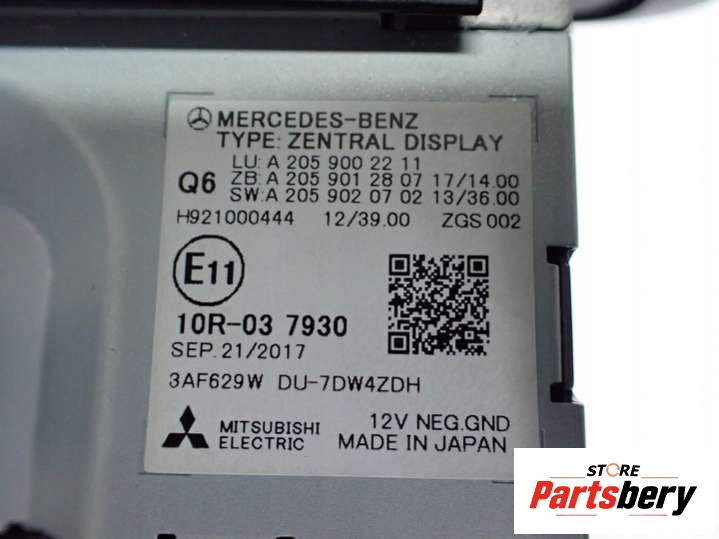 MERCEDES-BENZ
TYPE: ZENTRAL DISPLAY
LU: A 205 900 22 11
Q6 ZB: A 205 901 28 07 17/14.00
SW: A 205 902 07 02 13/36.00
H921000444 12/39.00 ZGS 002
E11
10R-03 7930
SEP. 21/2017
3AF629W DU-7DW4ZDH
MITSUBISHI ELECTRIC
12V NEG.GND
MADE IN JAPAN
STORE
Partsbery